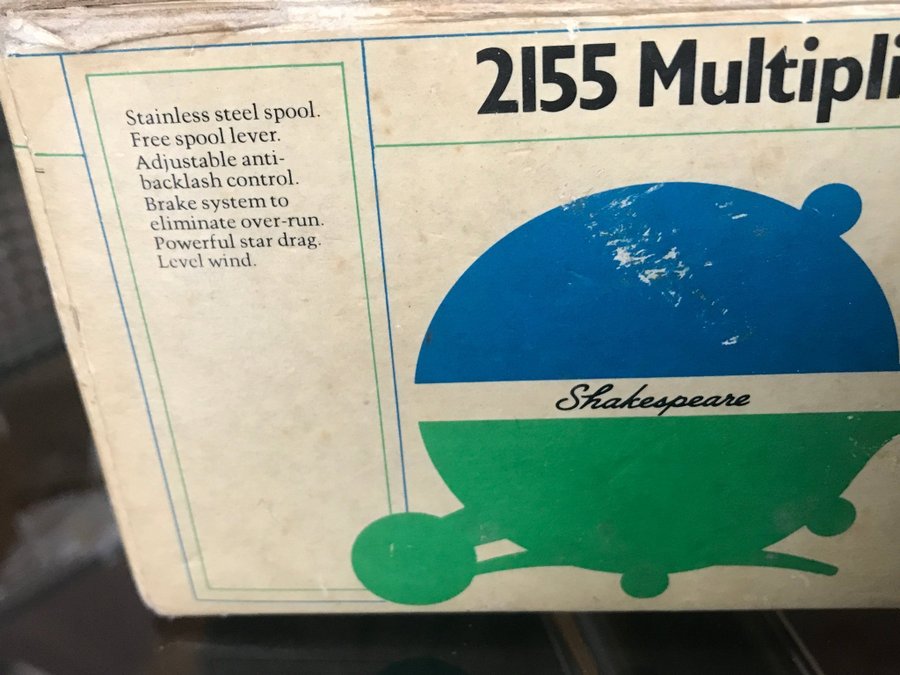 2155 Multipli
Stainless steel spool.
Free spool lever.
Adjustable anti-
backlash control.
Brake system to
eliminate over-run.
Powerful star drag.
Level wind.
Shakespeare